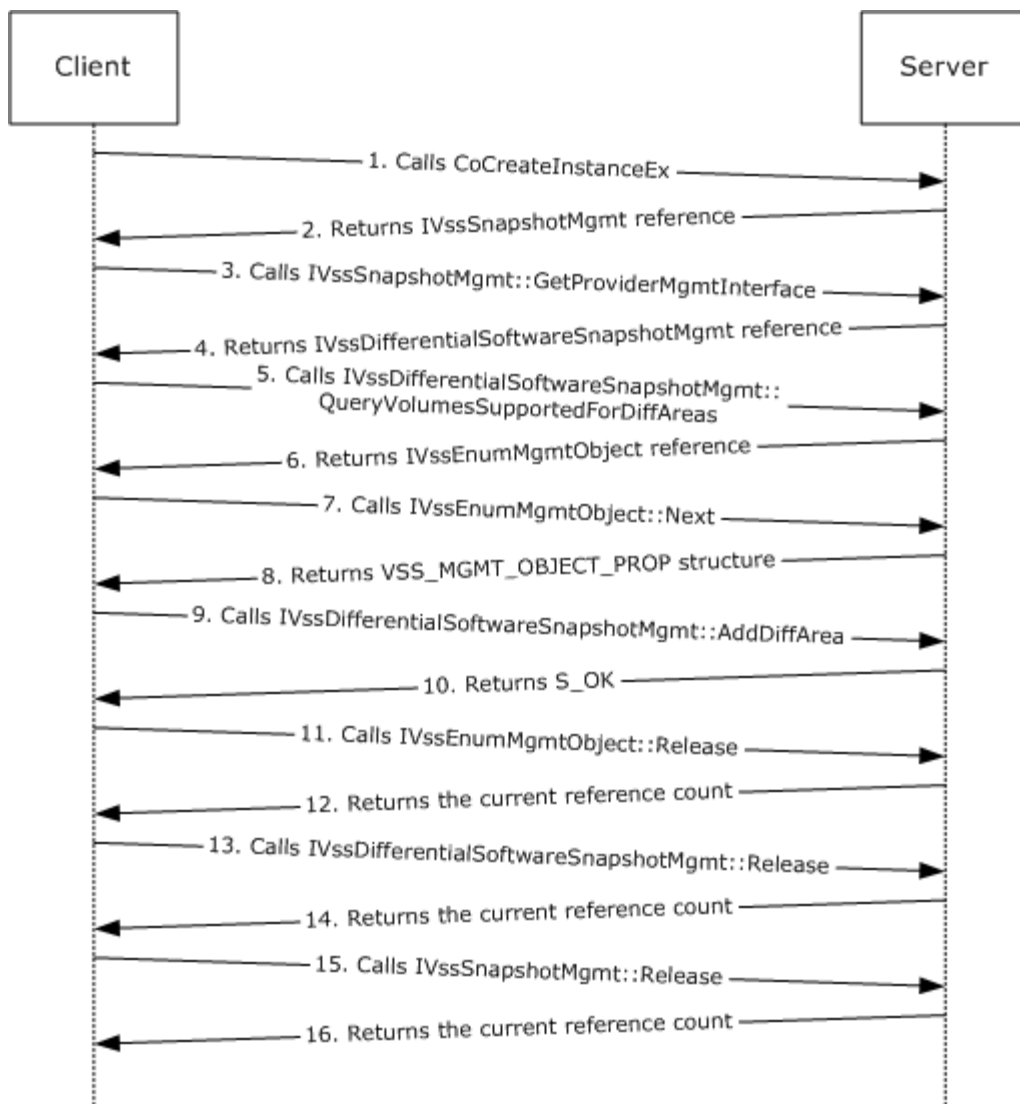 Client
Server
1. Calls CoCreateInstanceEx
2. Returns IVssSnapshotMgmt reference
3. Calls IVssSnapshotMgmt::GetProviderMgmtInterface
4. Returns IVssDifferentialSoftwareSnapshotMgmt reference
5. Calls IVssDifferentialSoftwareSnapshotMgmt::
QueryVolumesSupportedForDiffAreas
6. Returns IVssEnumMgmtObject reference
7. Calls IVssEnumMgmtObject::Next
8. Returns VSS_MGMT_OBJECT_PROP structure
9. Calls IVssDifferentialSoftwareSnapshotMgmt::AddDiffArea
10. Returns S_OK
11. Calls IVssEnumMgmtObject::Release
12. Returns the current reference count
13. Calls IVssDifferentialSoftwareSnapshotMgmt::Release
14. Returns the current reference count
15. Calls IVssSnapshotMgmt::Release
16. Returns the current reference count